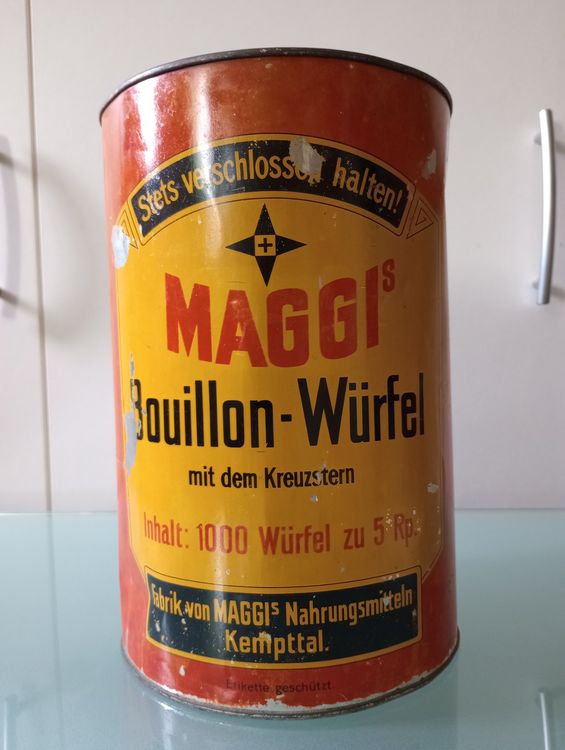 Stets verschlossen halten!
MAGGIS
Bouillon-Würfel
mit dem Kreuzstern
Inhalt: 1000 Würfel zu 5 Rp.
Fabrik von MAGGIS Nahrungsmitteln
Kempttal.
Etikette geschützt